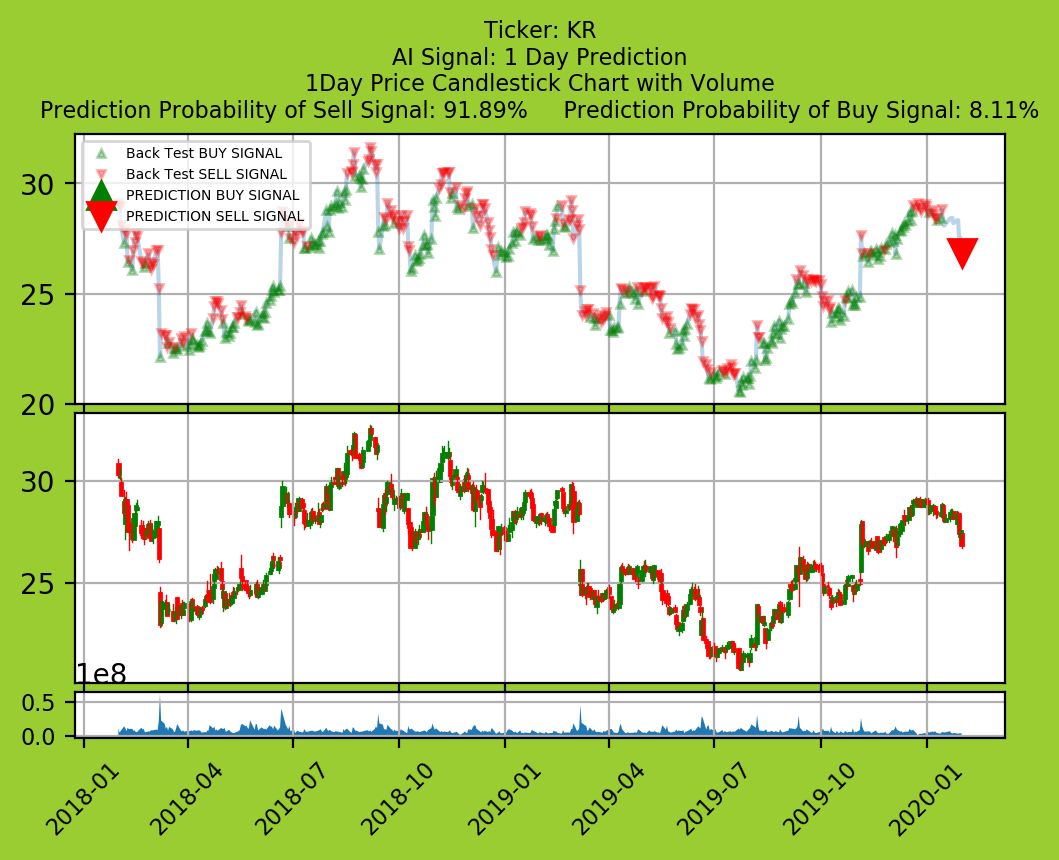 Ticker: KR
AI Signal: 1 Day Prediction
1Day Price Candlestick Chart with Volume
Prediction Probability of Sell Signal: 91.89% Prediction Probability of Buy Signal: 8.11%
Back Test BUY SIGNAL
Back Test SELL SIGNAL
PREDICTION BUY SIGNAL
PREDICTION SELL SIGNAL
30
25
20
30
25
1e8
0.5
0.0
2018-01
2018-04
2018-07
2018-10
2019-01
2019-04
2019-07
2019-10
2020-01